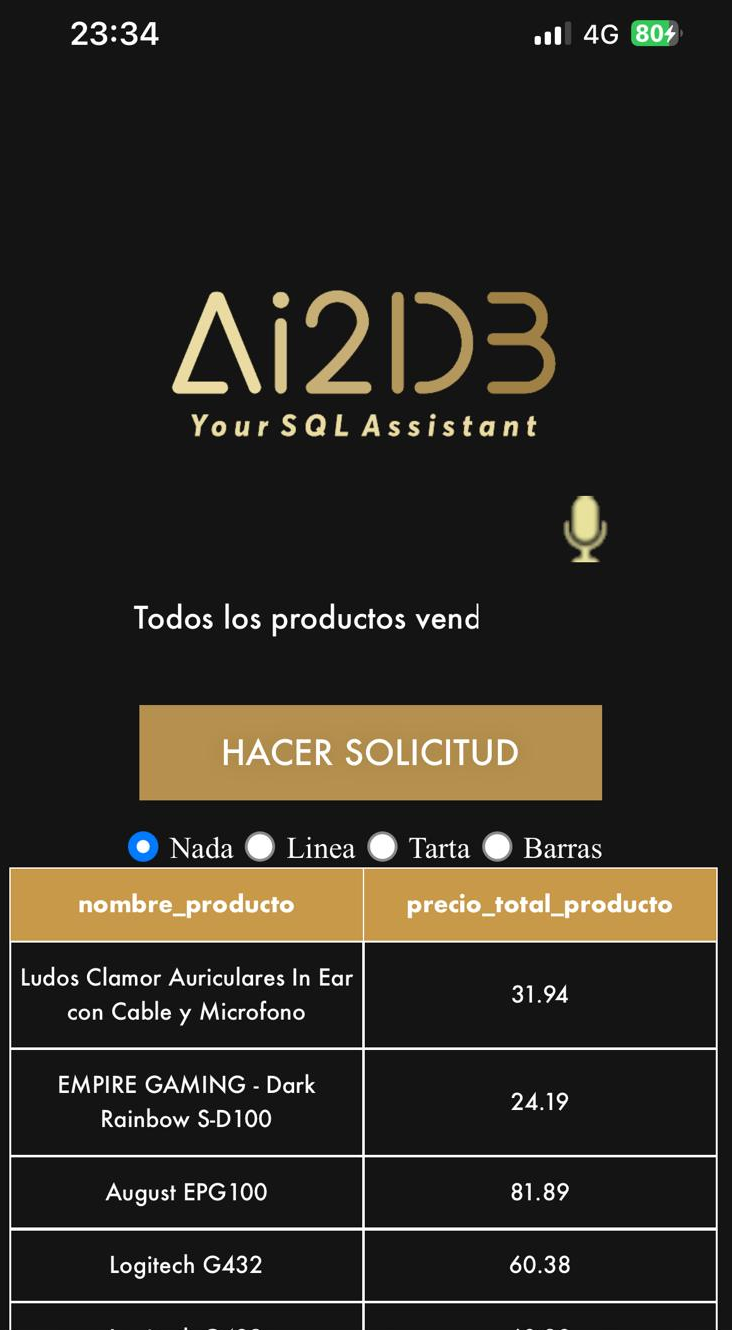 23:34
4G 80
Ai2DB
Your SQL Assistant
Todos los productos vend
HACER SOLICITUD
Nada Linea Tarta Barras
nombre_producto precio_total_producto
Ludos Clamor Auriculares In Ear
con Cable y Microfono
31.94
EMPIRE GAMING - Dark
Rainbow S-D100
24.19
August EPG100 81.89
Logitech G432 60.38